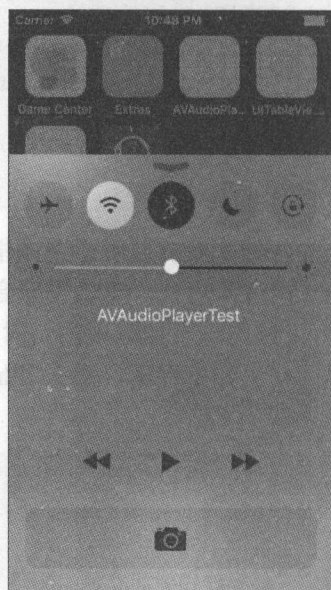 Carrier 10:48 PM
Game Center Extras AVAudioPla... UITableVie...
AVAudioPlayerTest